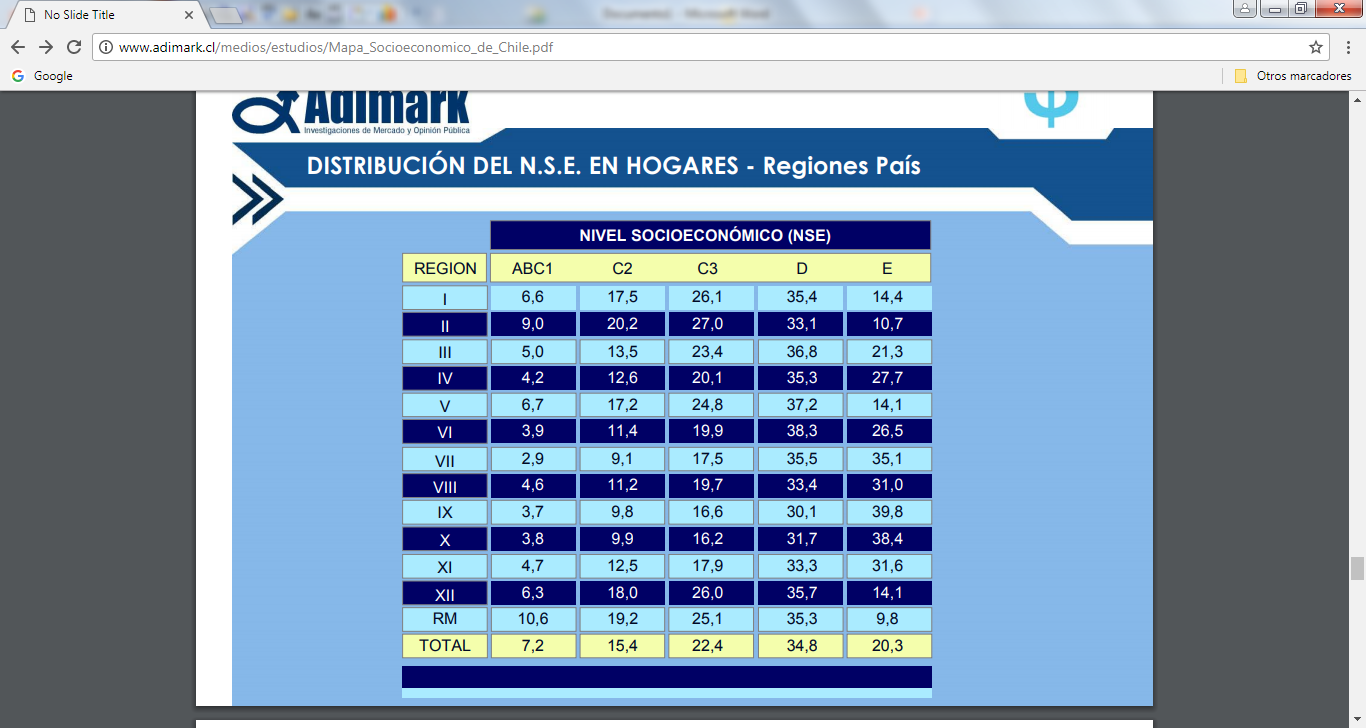 No Slide Title
www.adimark.cl/medios/estudios/Mapa_Socioeconomico_de_Chile.pdf
Google
Otros marcadores
Adimark
Investigaciones de Mercado y Opinión Pública
DISTRIBUCIÓN DEL N.S.E. EN HOGARES - Regiones País
NIVEL SOCIOECONÓMICO (NSE)
REGION ABC1 C2 C3 D E
I 6,6 17,5 26,1 35,4 14,4
II 9,0 20,2 27,0 33,1 10,7
III 5,0 13,5 23,4 36,8 21,3
IV 4,2 12,6 20,1 35,3 27,7
V 6,7 17,2 24,8 37,2 14,1
VI 3,9 11,4 19,9 38,3 26,5
VII 2,9 9,1 17,5 35,5 35,1
VIII 4,6 11,2 19,7 33,4 31,0
IX 3,7 9,8 16,6 30,1 39,8
X 3,8 9,9 16,2 31,7 38,4
XI 4,7 12,5 17,9 33,3 31,6
XII 6,3 18,0 26,0 35,7 14,1
RM 10,6 19,2 25,1 35,3 9,8
TOTAL 7,2 15,4 22,4 34,8 20,3